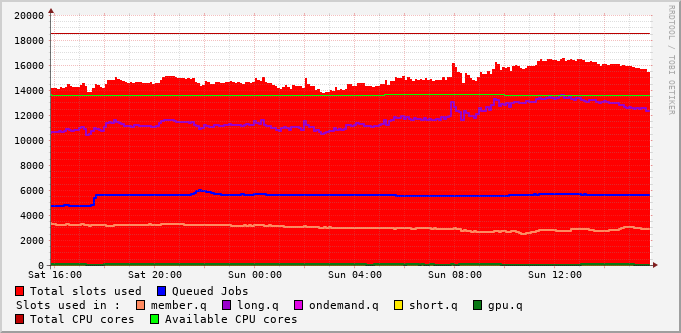 20000
18000
16000
14000
12000
10000
8000
6000
4000
2000
0
Sat 16:00 Sat 20:00 Sun 00:00 Sun 04:00 Sun 08:00 Sun 12:00
Total slots used Queued Jobs
Slots used in : member.q long.q ondemand.q short.q gpu.q
Total CPU cores Available CPU cores
RRDTOOL / TOBI OETIKER